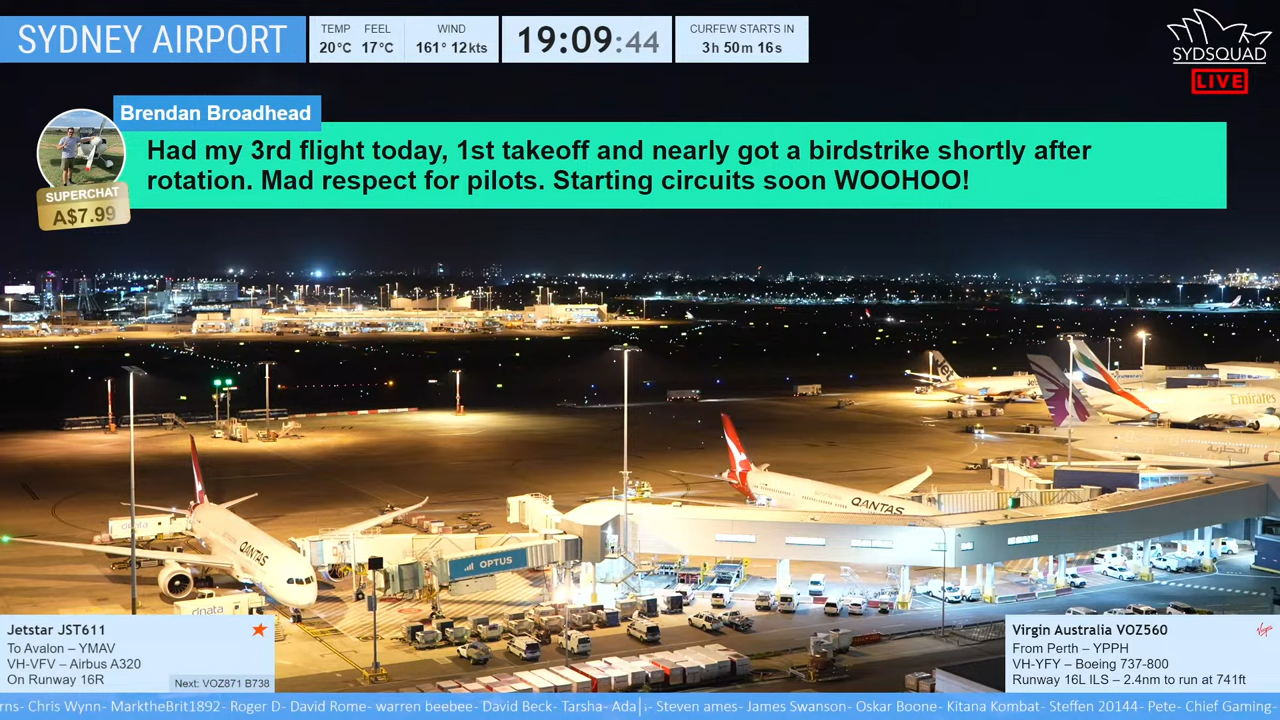 SYDNEY AIRPORT
TEMP FEEL WIND
20°C 17°C 161° 12kts
19:09:44
CURFEW STARTS IN
3h 50m 16s
SYDSQUAD
LIVE
Brendan Broadhead
Had my 3rd flight today, 1st takeoff and nearly got a birdstrike shortly after
rotation. Mad respect for pilots. Starting circuits soon WOOHOO!
SUPERCHAT
A$7.99
Jetstar
Emirates
QANTAS
QANTAS
OPTUS
dnata
dnata
Jetstar JST611
To Avalon – YMAV
VH-VFV – Airbus A320
On Runway 16R
Next: VOZ871 B738
Virgin Australia VOZ560
From Perth – YPPH
VH-YFY – Boeing 737-800
Runway 16L ILS – 2.4nm to run at 741ft
rns- Chris Wynn- MarktheBrit1892- Roger D- David Rome- warren beebee- David Beck- Tarsha- Ada - Steven ames- James Swanson- Oskar Boone- Kitana Kombat- Steffen 20144- Pete- Chief Gaming-